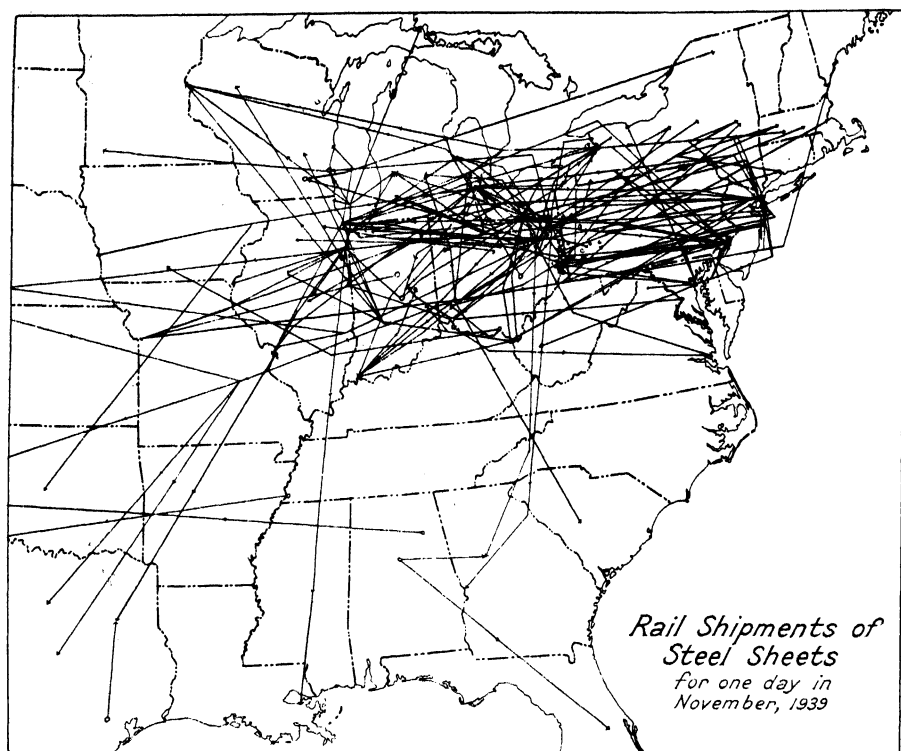 Rail Shipments of
Steel Sheets
for one day in
November, 1939